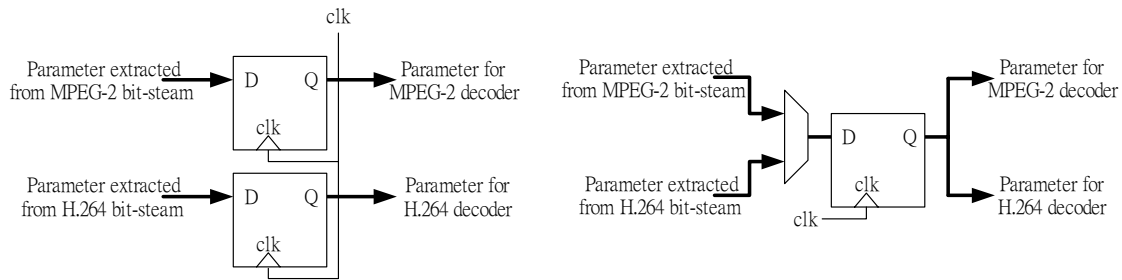 clk
Parameter extracted
from MPEG-2 bit-steam
D
Q
clk
Parameter for
MPEG-2 decoder
Parameter extracted
from H.264 bit-steam
D
Q
clk
Parameter for
H.264 decoder
Parameter extracted
from MPEG-2 bit-steam
Parameter extracted
from H.264 bit-steam
D
Q
clk
clk
Parameter for
MPEG-2 decoder
Parameter for
H.264 decoder